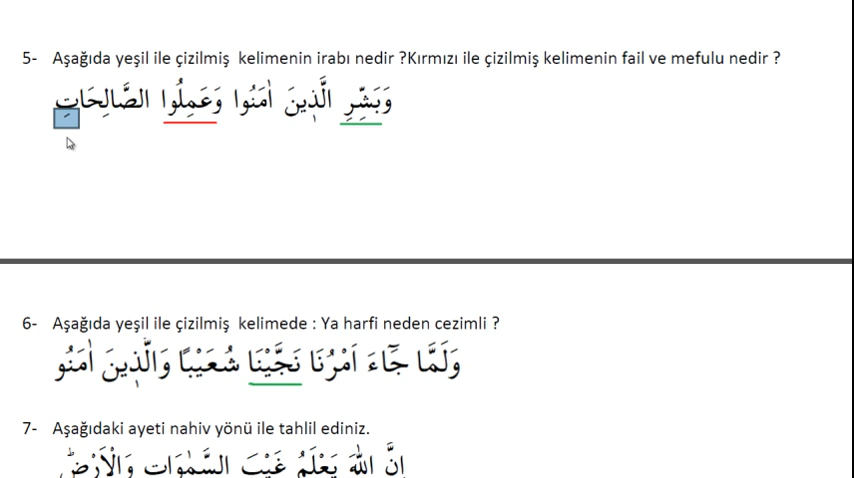 5- Aşağıda yeşil ile çizilmiş kelimenin irabı nedir ?Kırmızı ile çizilmiş kelimenin fail ve mefulu nedir ?
وَبَشِّرِ الَّذٖينَ اٰمَنُوا وَعَمِلُوا الصَّالِحَاتِ
6- Aşağıda yeşil ile çizilmiş kelimede : Ya harfi neden cezimli ?
وَلَمَّا جَٓاءَ اَمْرُنَا نَجَّيْنَا شُعَيْبًا وَالَّذٖينَ اٰمَنُو
7- Aşağıdaki ayeti nahiv yönü ile tahlil ediniz.
اِنَّ اللّٰهَ يَعْلَمُ غَيْبَ السَّمٰوَاتِ وَالْاَرْضِ